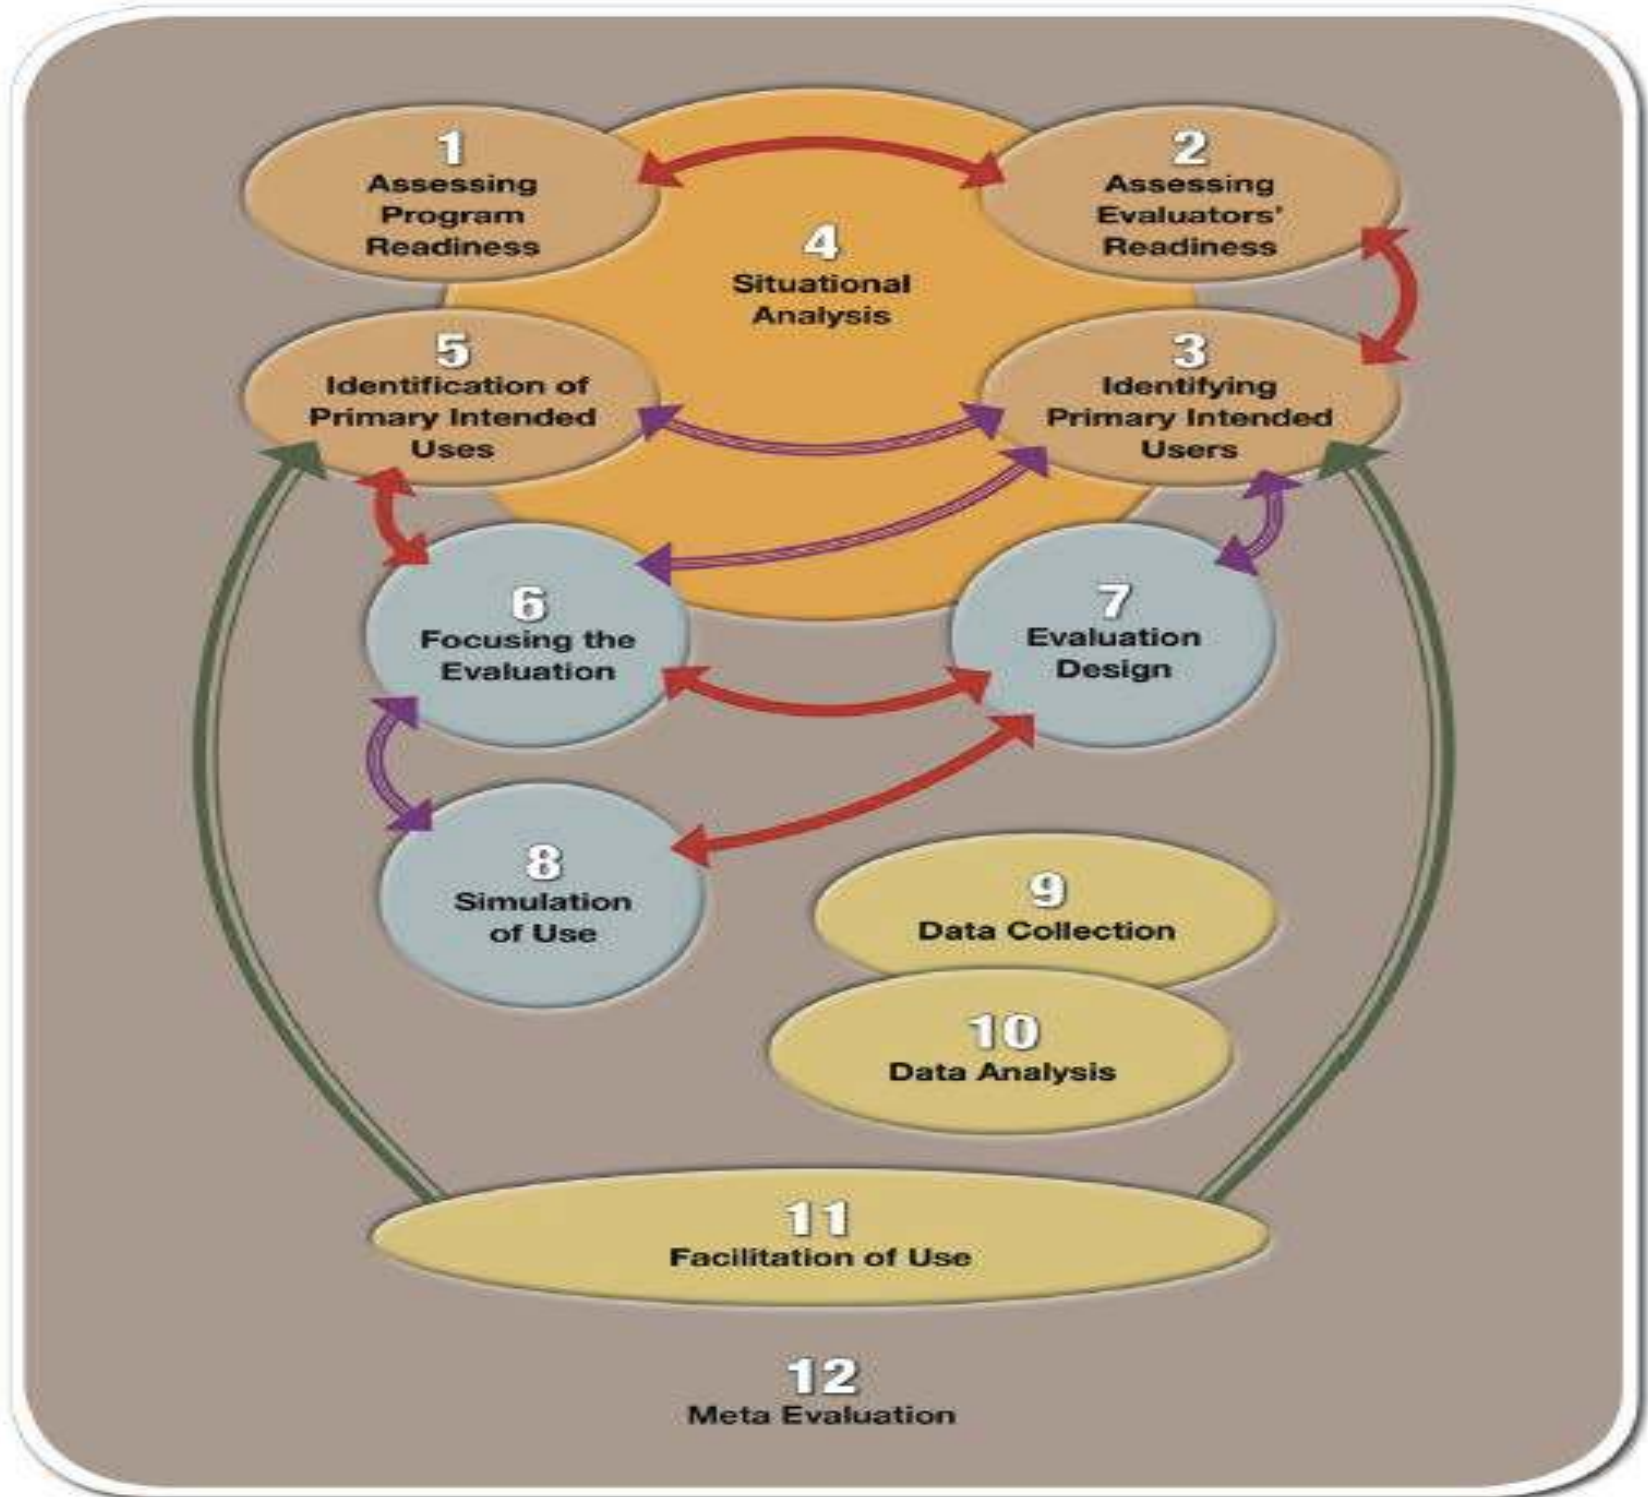 1
Assessing
Program
Readiness
2
Assessing
Evaluators'
Readiness
4
Situational
Analysis
5
Identification of
Primary Intended
Uses
3
Identifying
Primary Intended
Users
6
Focusing the
Evaluation
7
Evaluation
Design
8
Simulation
of Use
9
Data Collection
10
Data Analysis
11
Facilitation of Use
12
Meta Evaluation